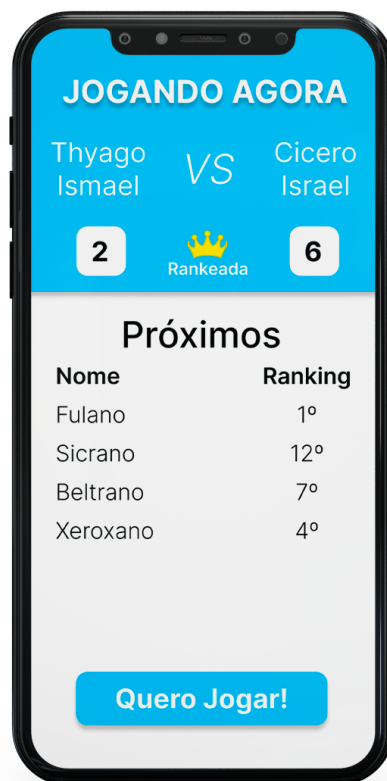 JOGANDO AGORA
Thyago Ismael VS Cicero Israel
2 Rankeada 6
Próximos
Nome Ranking
Fulano 1º
Sicrano 12º
Beltrano 7º
Xeroxano 4º
Quero Jogar!